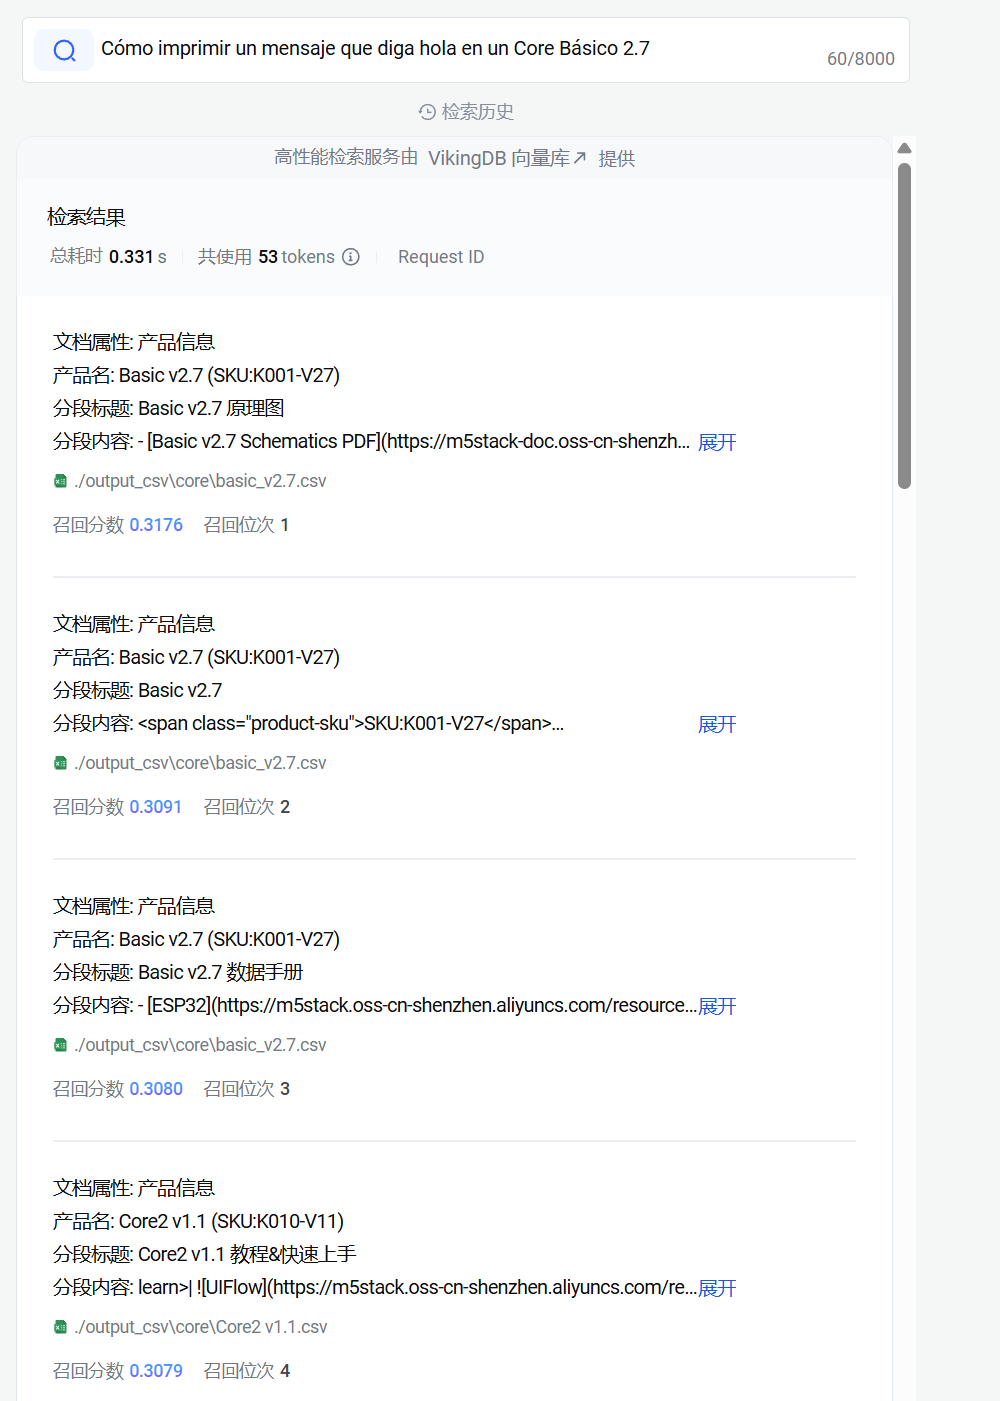 Cómo imprimir un mensaje que diga hola en un Core Básico 2.7
60/8000
检索历史
高性能检索服务由 VikingDB 向量库 提供
检索结果
总耗时 0.331 s 共使用 53 tokens Request ID
文档属性: 产品信息
产品名: Basic v2.7 (SKU:K001-V27)
分段标题: Basic v2.7 原理图
分段内容: - [Basic v2.7 Schematics PDF](https://m5stack-doc.oss-cn-shenzh... 展开
./output_csv\core\basic_v2.7.csv
召回分数 0.3176 召回位次 1
文档属性: 产品信息
产品名: Basic v2.7 (SKU:K001-V27)
分段标题: Basic v2.7
分段内容: <span class="product-sku">SKU:K001-V27</span>... 展开
./output_csv\core\basic_v2.7.csv
召回分数 0.3091 召回位次 2
文档属性: 产品信息
产品名: Basic v2.7 (SKU:K001-V27)
分段标题: Basic v2.7 数据手册
分段内容: - [ESP32](https://m5stack.oss-cn-shenzhen.aliyuncs.com/resource... 展开
./output_csv\core\basic_v2.7.csv
召回分数 0.3080 召回位次 3
文档属性: 产品信息
产品名: Core2 v1.1 (SKU:K010-V11)
分段标题: Core2 v1.1 教程&快速上手
分段内容: learn>| ![UIFlow](https://m5stack.oss-cn-shenzhen.aliyuncs.com/re... 展开
./output_csv\core\Core2 v1.1.csv
召回分数 0.3079 召回位次 4